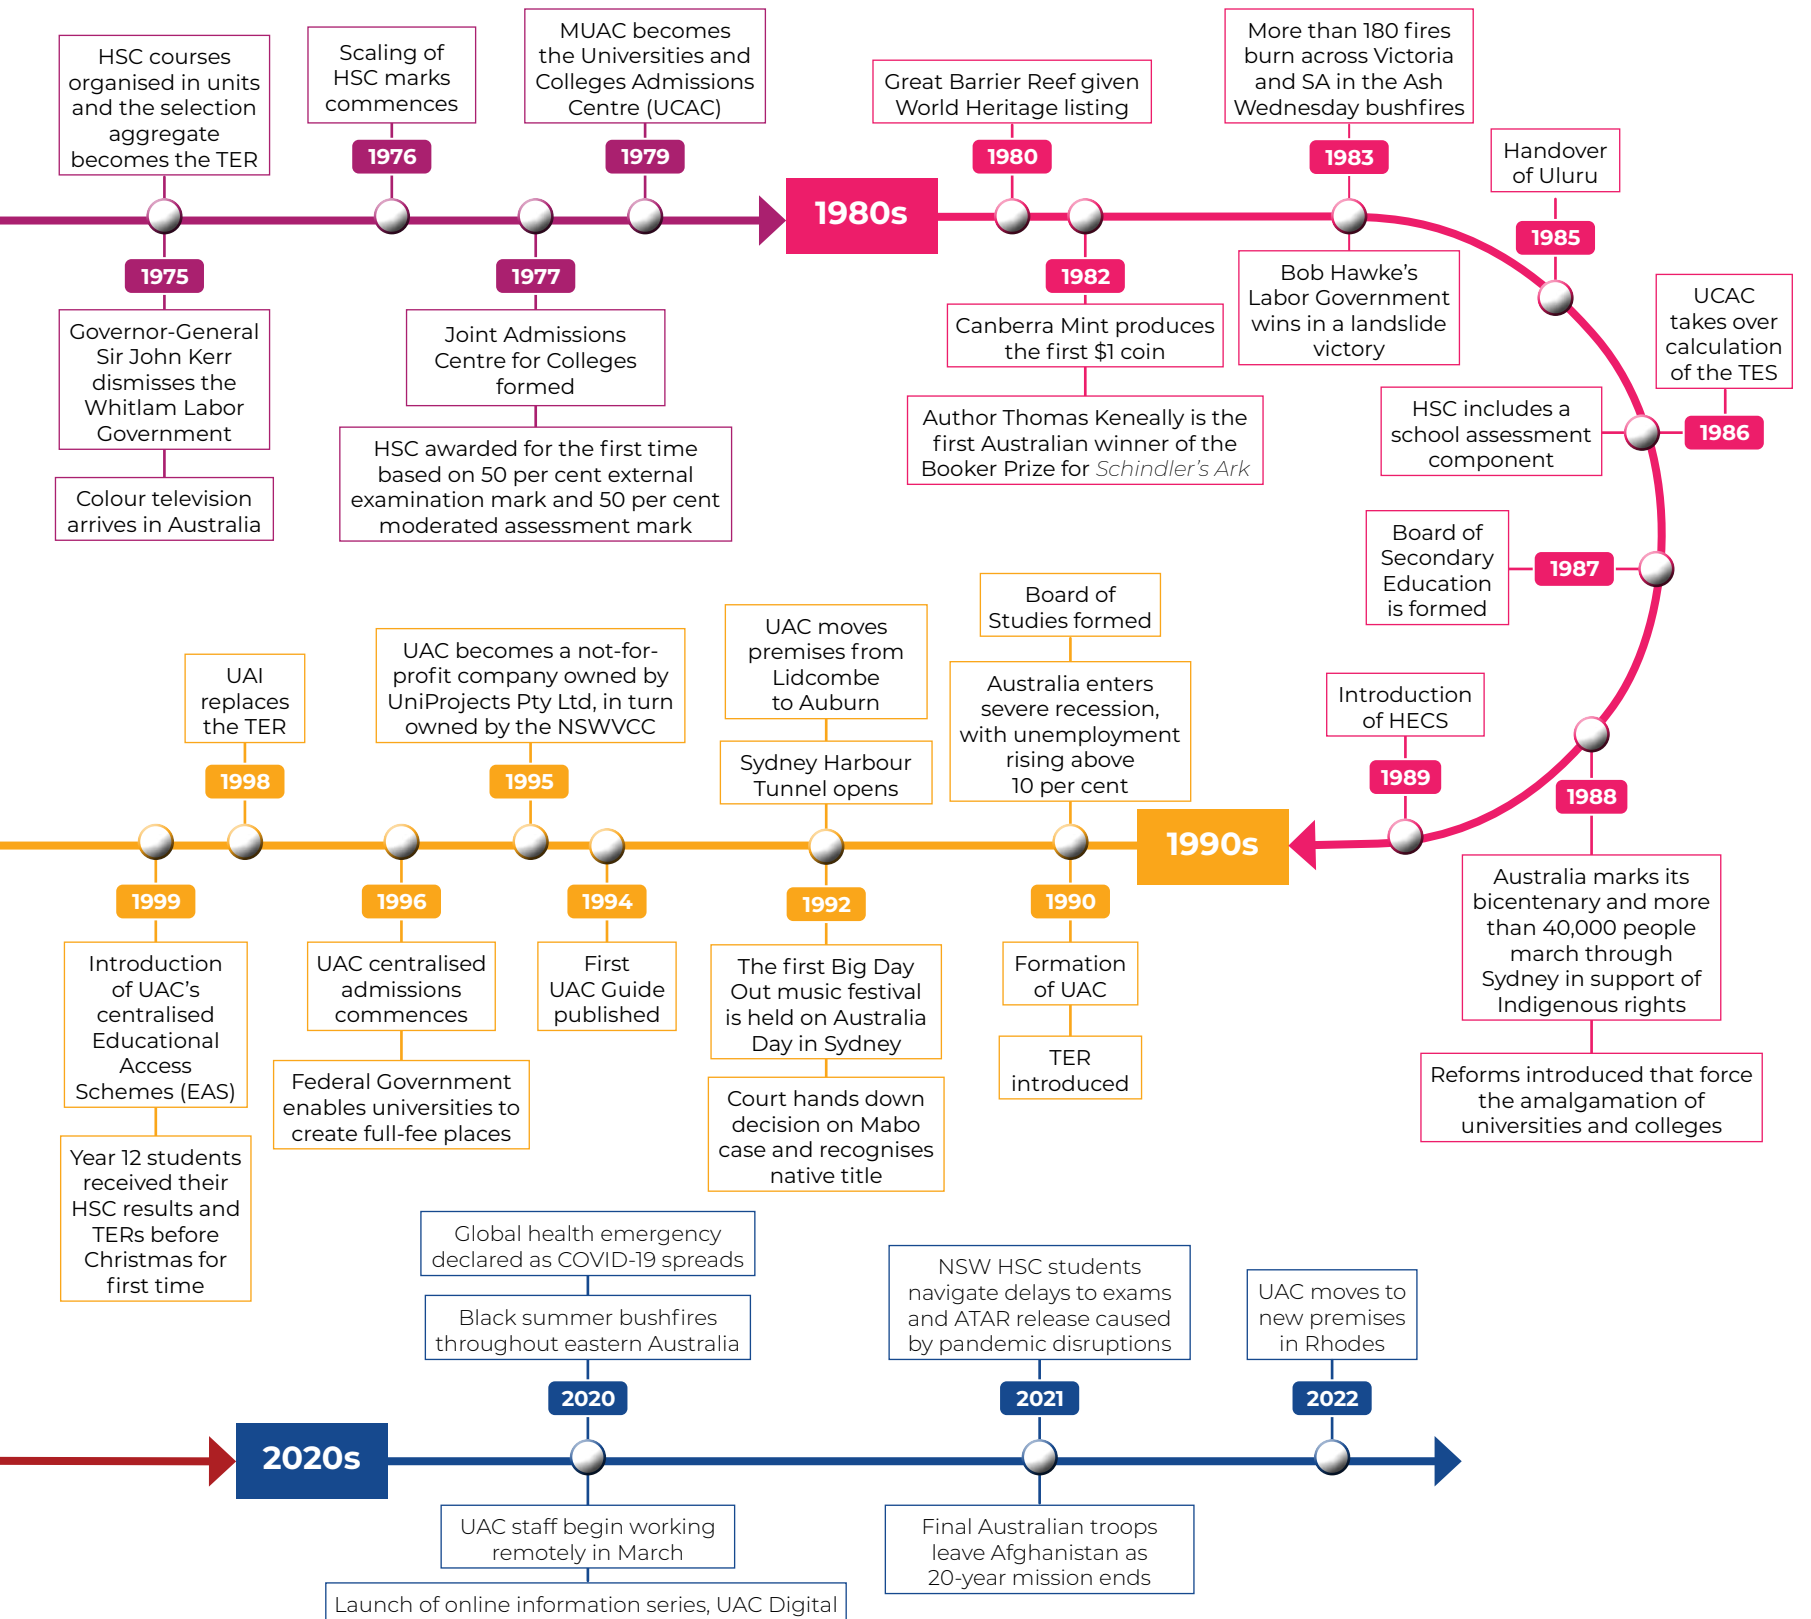 HSC courses
organised in units
and the selection
aggregate
becomes the TER
1975
Governor-General
Sir John Kerr
dismisses the
Whitlam Labor
Government
Colour television
arrives in Australia
Scaling of
HSC marks
commences
1976
1977
Joint Admissions
Centre for Colleges
formed
HSC awarded for the first time
based on 50 per cent external
examination mark and 50 per cent
moderated assessment mark
MUAC becomes
the Universities and
Colleges Admissions
Centre (UCAC)
1979
1980s
Great Barrier Reef given
World Heritage listing
1980
1982
Canberra Mint produces
the first $1 coin
Author Thomas Keneally is the
first Australian winner of the
Booker Prize for Schindler's Ark
More than 180 fires
burn across Victoria
and SA in the Ash
Wednesday bushfires
1983
Bob Hawke's
Labor Government
wins in a landslide
victory
Handover
of Uluru
1985
UCAC
takes over
calculation
of the TES
1986
HSC includes a
school assessment
component
Board of
Secondary
Education
is formed
1987
1988
Australia marks its
bicentenary and more
than 40,000 people
march through
Sydney in support of
Indigenous rights
Reforms introduced that force
the amalgamation of
universities and colleges
Introduction
of HECS
1989
1990s
Board of
Studies formed
Australia enters
severe recession,
with unemployment
rising above
10 per cent
1990
Formation
of UAC
TER
introduced
UAC moves
premises from
Lidcombe
to Auburn
Sydney Harbour
Tunnel opens
1992
The first Big Day
Out music festival
is held on Australia
Day in Sydney
Court hands down
decision on Mabo
case and recognises
native title
1994
First
UAC Guide
published
UAC becomes a not-for-
profit company owned by
UniProjects Pty Ltd, in turn
owned by the NSWVCC
1995
1996
UAC centralised
admissions
commences
Federal Government
enables universities to
create full-fee places
UAI
replaces
the TER
1998
1999
Introduction
of UAC's
centralised
Educational
Access
Schemes (EAS)
Year 12 students
received their
HSC results and
TERs before
Christmas for
first time
2020s
Global health emergency
declared as COVID-19 spreads
Black summer bushfires
throughout eastern Australia
2020
UAC staff begin working
remotely in March
Launch of online information series, UAC Digital
NSW HSC students
navigate delays to exams
and ATAR release caused
by pandemic disruptions
2021
Final Australian troops
leave Afghanistan as
20-year mission ends
UAC moves to
new premises
in Rhodes
2022